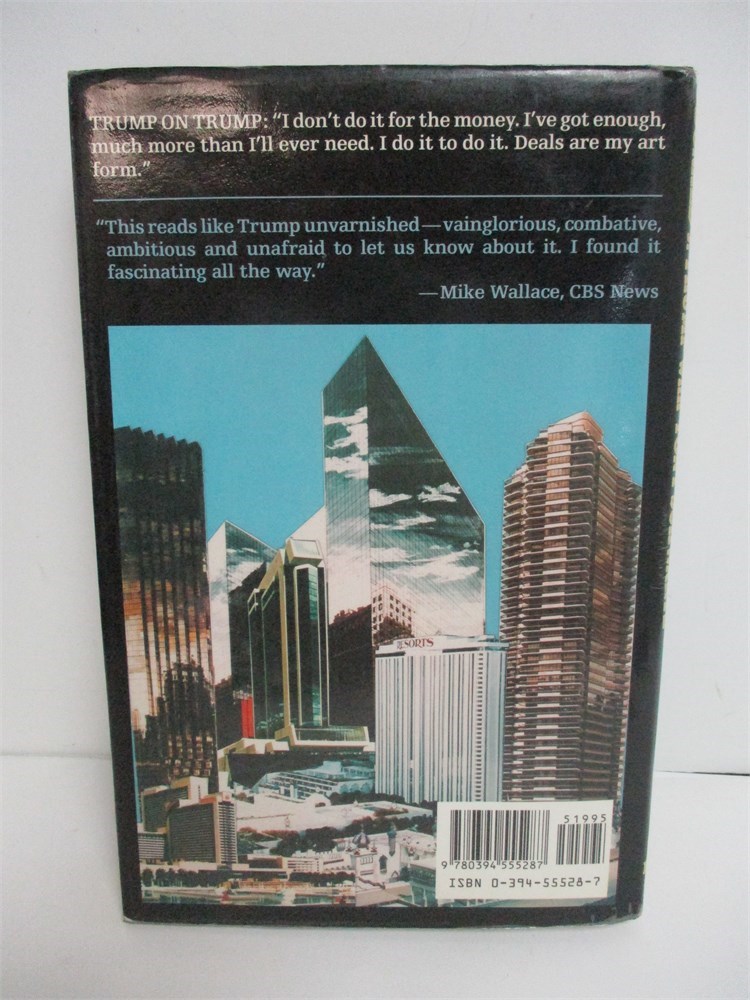 TRUMP ON TRUMP: “I don’t do it for the money. I’ve got enough,
much more than I’ll ever need. I do it to do it. Deals are my art
form.”
“This reads like Trump unvarnished—vainglorious, combative,
ambitious and unafraid to let us know about it. I found it
fascinating all the way.”
—Mike Wallace, CBS News
SORTS
51995
9 780394 555287
ISBN 0-394-55528-7